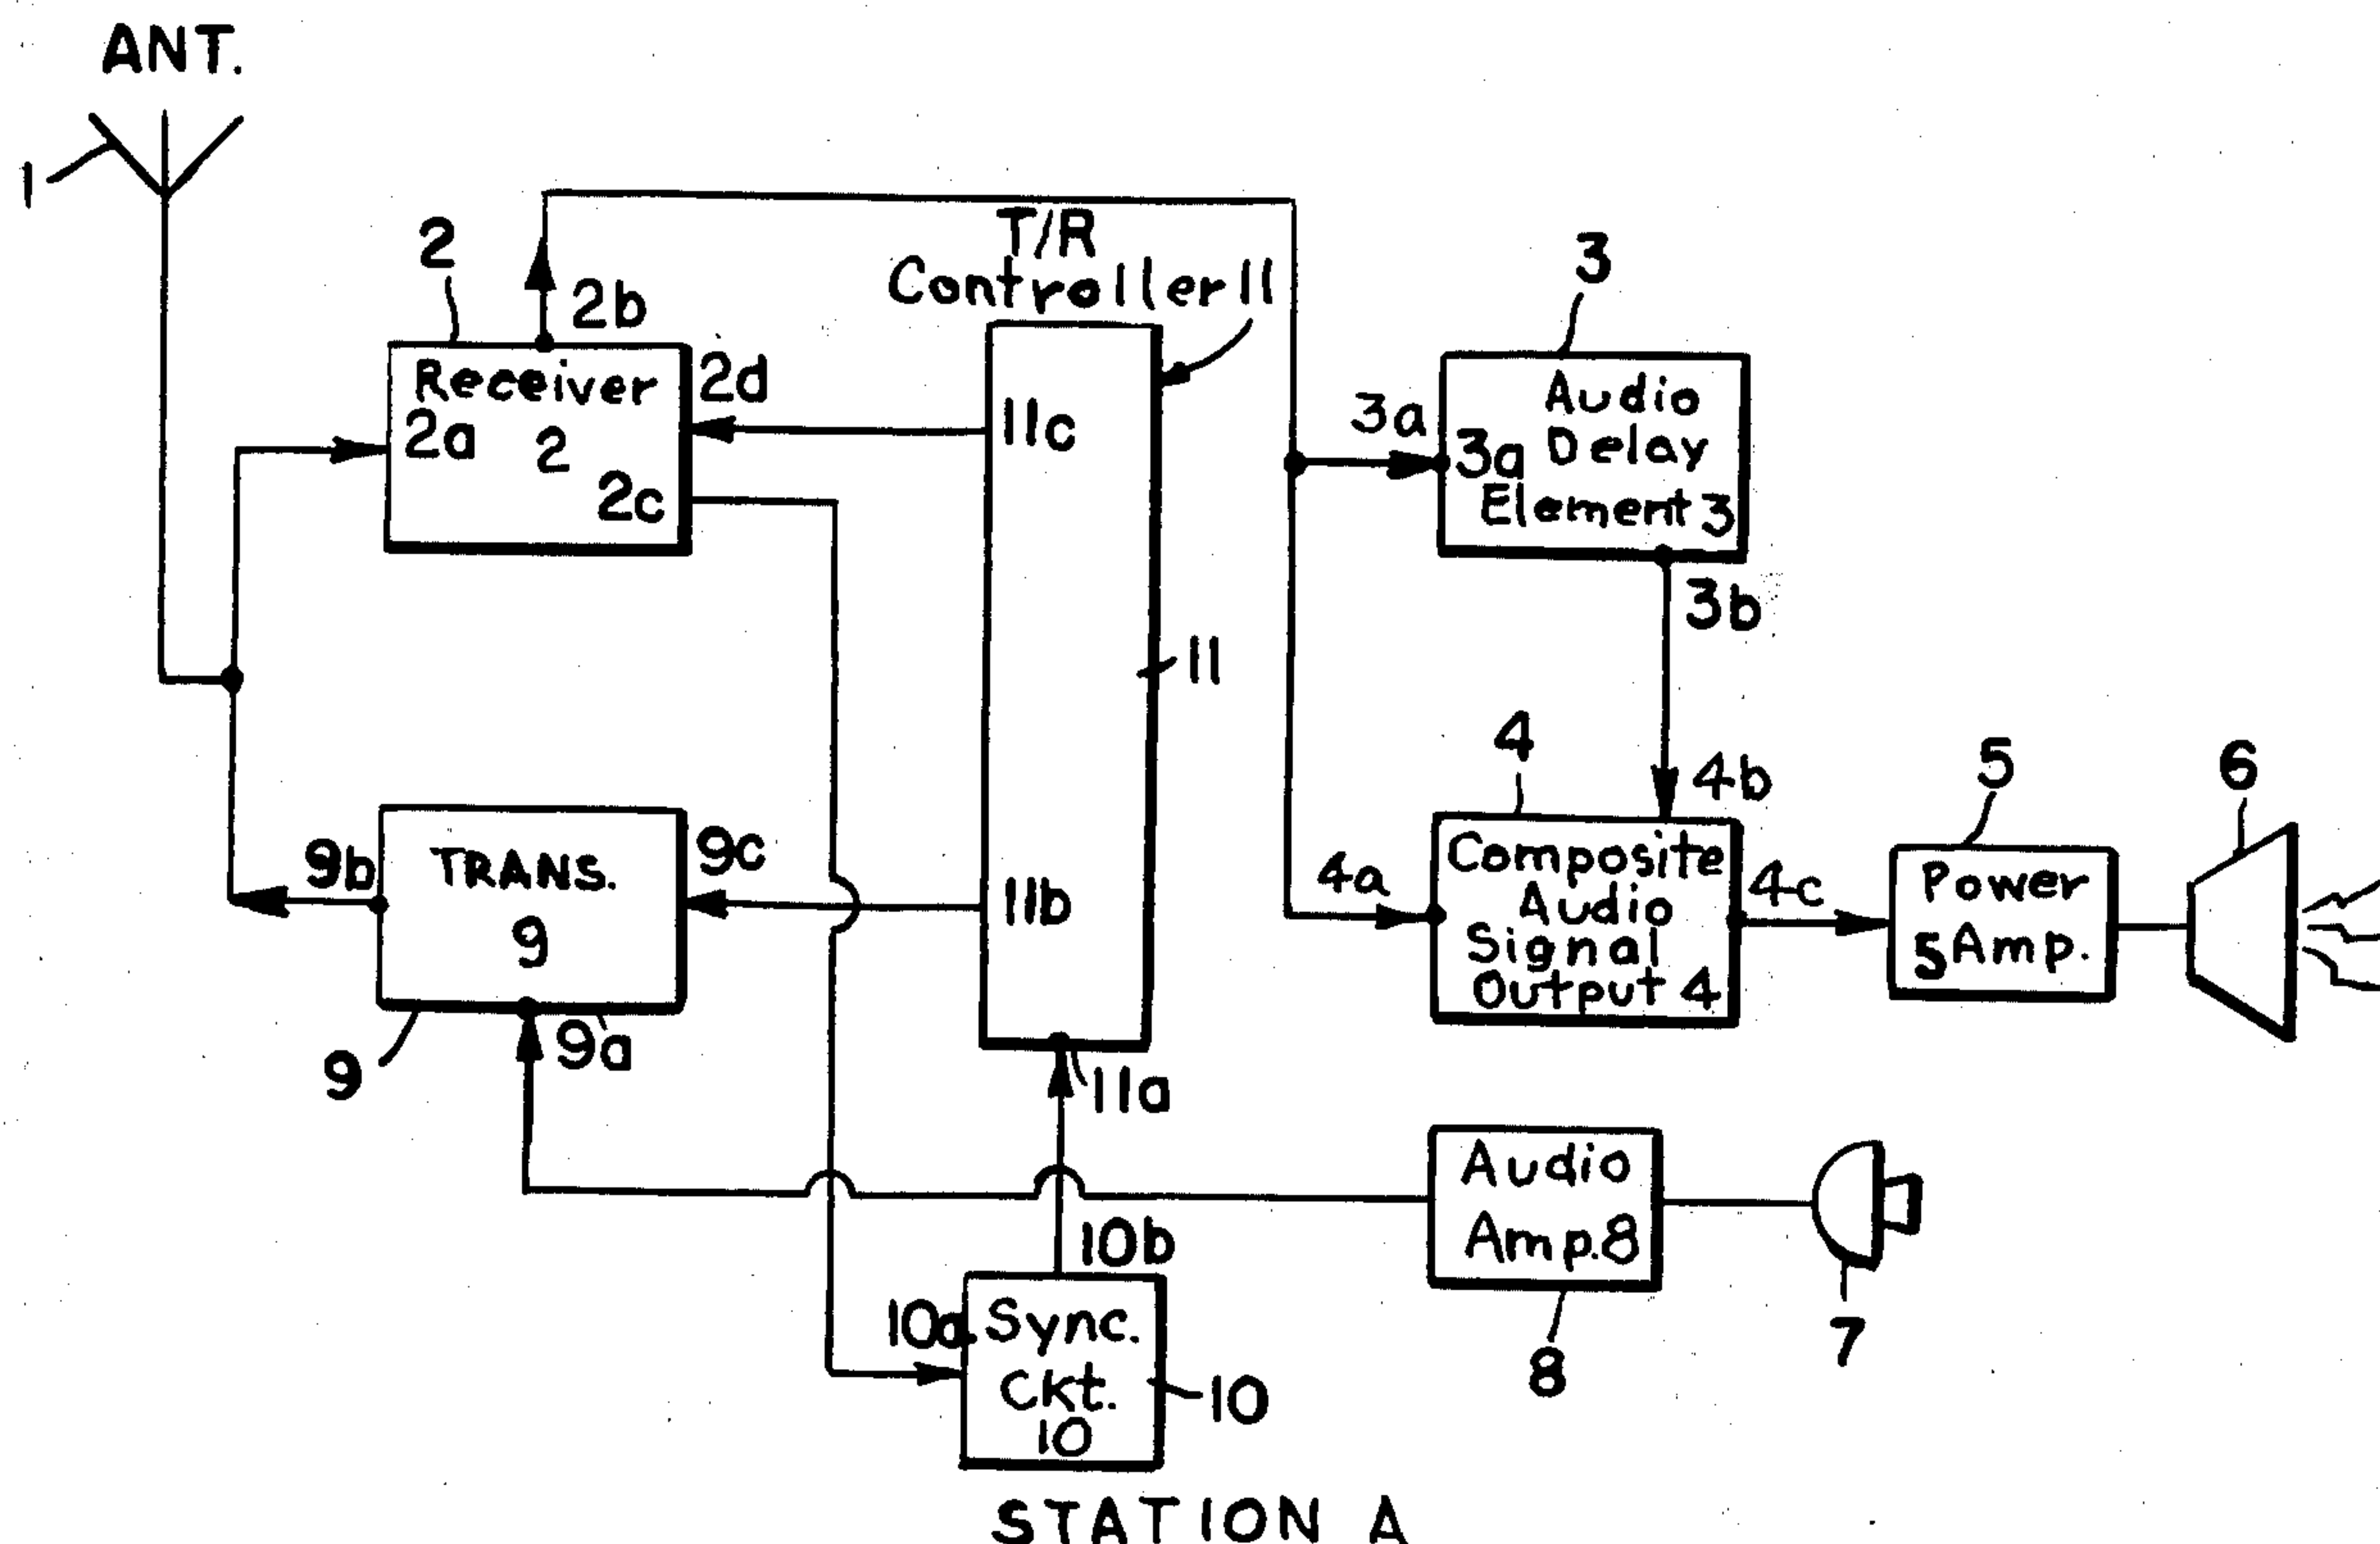 ANT.
1
2
2b
T/R
Controller 11
3
Receiver
2a
2
2c
2d
11c
3a
3a
Audio
Delay
Element 3
3b
11
4
4b
5
6
9b
TRANS.
9
9c
11b
4a
Composite
Audio
Signal
Output 4
4c
Power
5 Amp.
9
9a
11a
Audio
Amp. 8
10b
10a
Sync.
Ckt.
10
10
8
7
STATION A